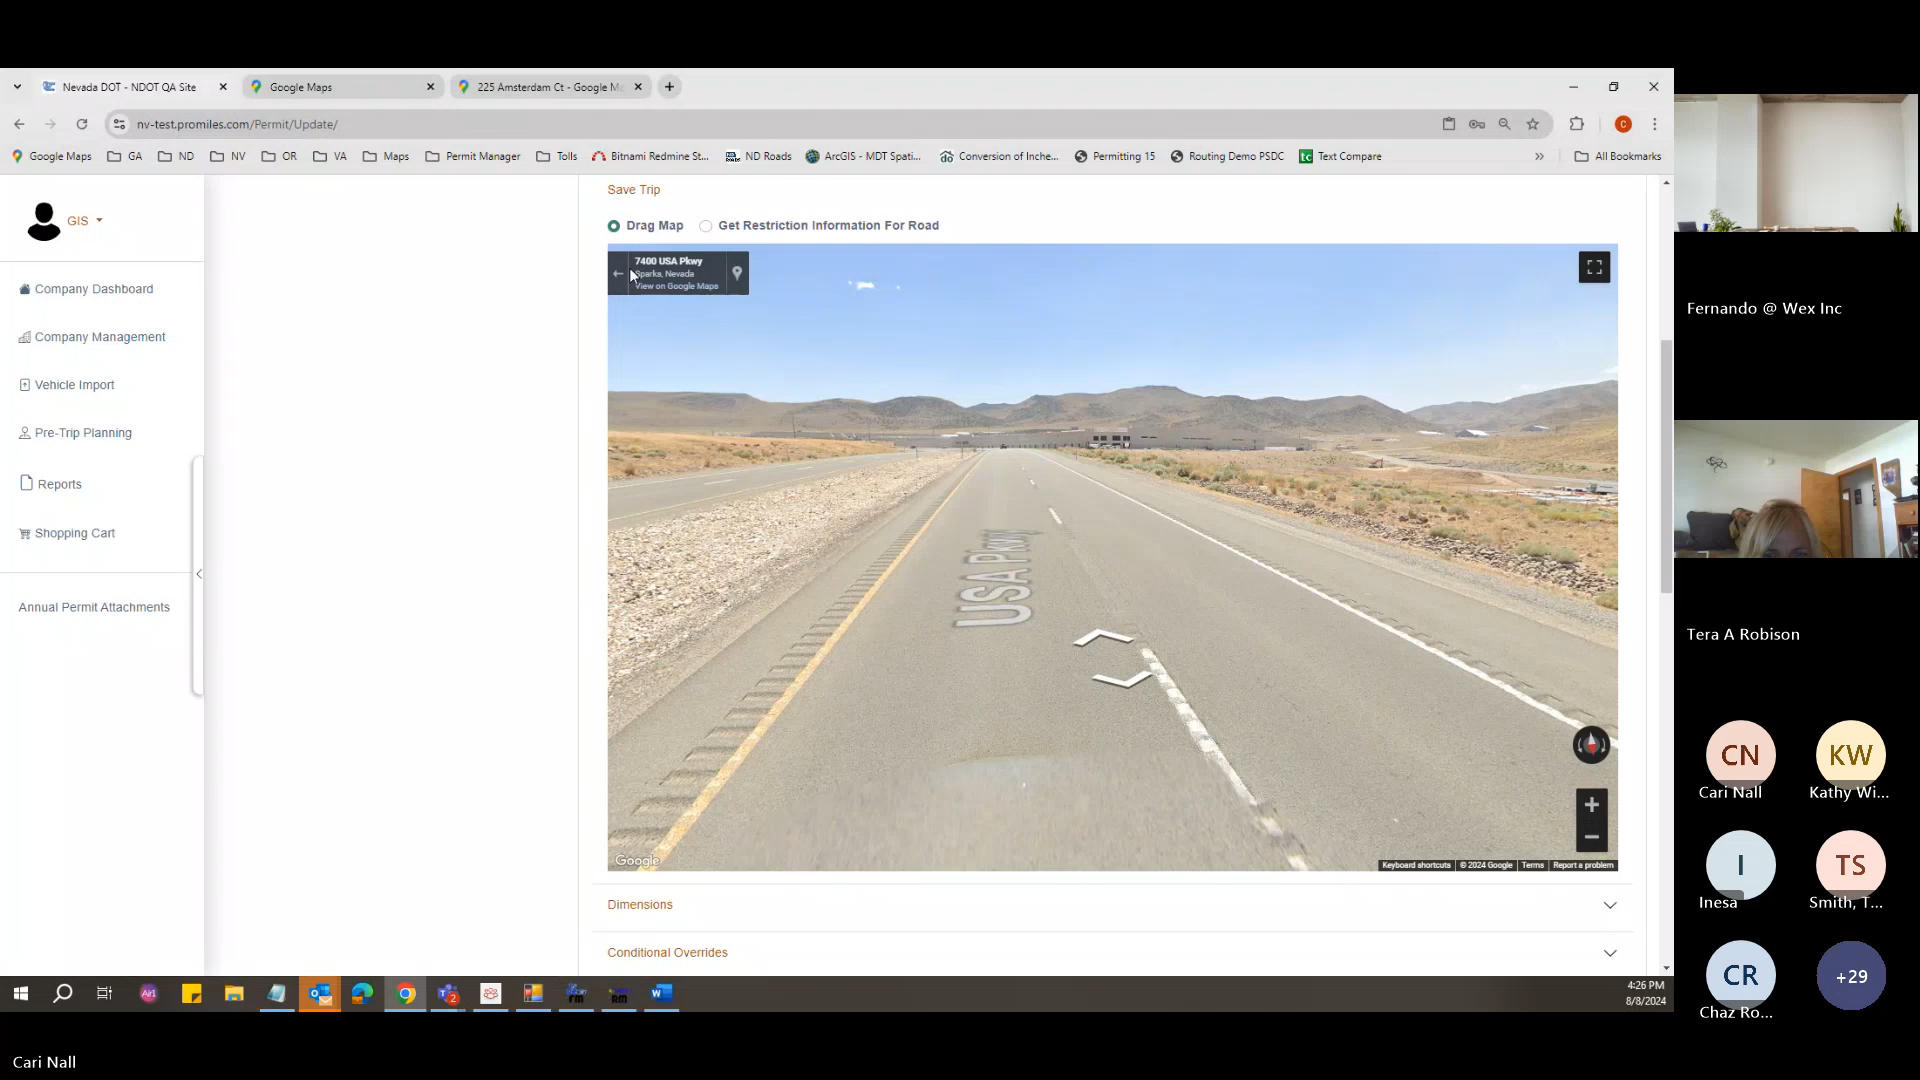 Nevada DOT - NDOT QA Site
Google Maps
225 Amsterdam Ct - Google M
nv-test.promiles.com/Permit/Update/
C
Google Maps
GA
ND
NV
OR
VA
Maps
Permit Manager
Tolls
Bitnami Redmine St...
ND Roads
ArcGIS - MDT Spati...
Conversion of Inche...
Permitting 15
Routing Demo PSDC
tc Text Compare
All Bookmarks
GIS
Company Dashboard
Company Management
Vehicle Import
Pre-Trip Planning
Reports
Shopping Cart
Annual Permit Attachments
Save Trip
Drag Map
Get Restriction Information For Road
7400 USA Pkwy
Sparks, Nevada
View on Google Maps
USA Pkwy
Google
Keyboard shortcuts
© 2024 Google
Terms
Report a problem
Dimensions
Conditional Overrides
4:26 PM
8/8/2024
Fernando @ Wex Inc
Tera A Robison
CN
Cari Nall
KW
Kathy Wi...
I
Inesa
TS
Smith, T...
CR
Chaz Ro...
+29
Cari Nall